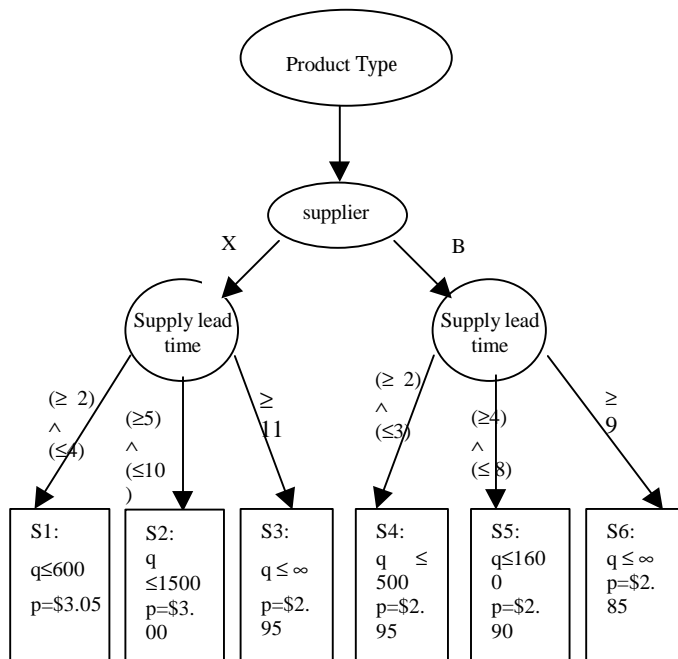 Product Type
supplier
X
B
Supply lead
time
Supply lead
time
(≥ 2)
^
(≤4)
(≥5)
^
(≤10
)
≥
11
(≥ 2)
^
(≤3)
(≥4)
^
(≤ 8)
≥
9
S1:
q≤600
p=$3.05
S2:
q
≤1500
p=$3.
00
S3:
q ≤ ∞
p=$2.
95
S4:
q ≤
500
p=$2.
95
S5:
q≤160
0
p=$2.
90
S6:
q ≤ ∞
p=$2.
85